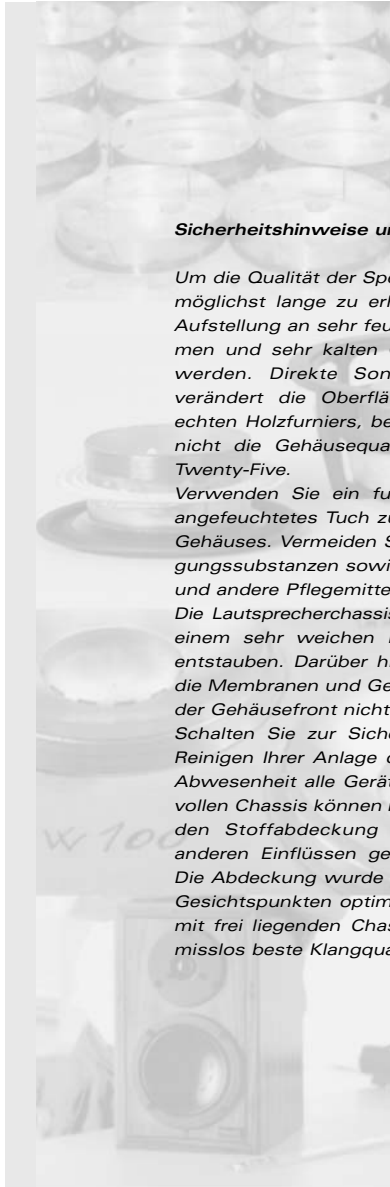 Sicherheitshinweise u
Um die Qualität der Spe
möglichst lange zu erh
Aufstellung an sehr feu
men und sehr kalten
werden. Direkte Son
verändert die Oberflä
echten Holzfurniers, be
nicht die Gehäusequa
Twenty-Five.
Verwenden Sie ein fu
angefeuchtetes Tuch zu
Gehäuses. Vermeiden S
gungssubstanzen sowi
und andere Pflegemitte
Die Lautsprecherchassis
einem sehr weichen
entstauben. Darüber h
die Membranen und Ge
der Gehäusefront nicht
Schalten Sie zur Siche
Reinigen Ihrer Anlage
Abwesenheit alle Gerät
vollen Chassis können
den Stoffabdeckung
anderen Einflüssen ge
Die Abdeckung wurde
Gesichtspunkten optim
mit frei liegenden Chas
misslos beste Klangqua
W 100